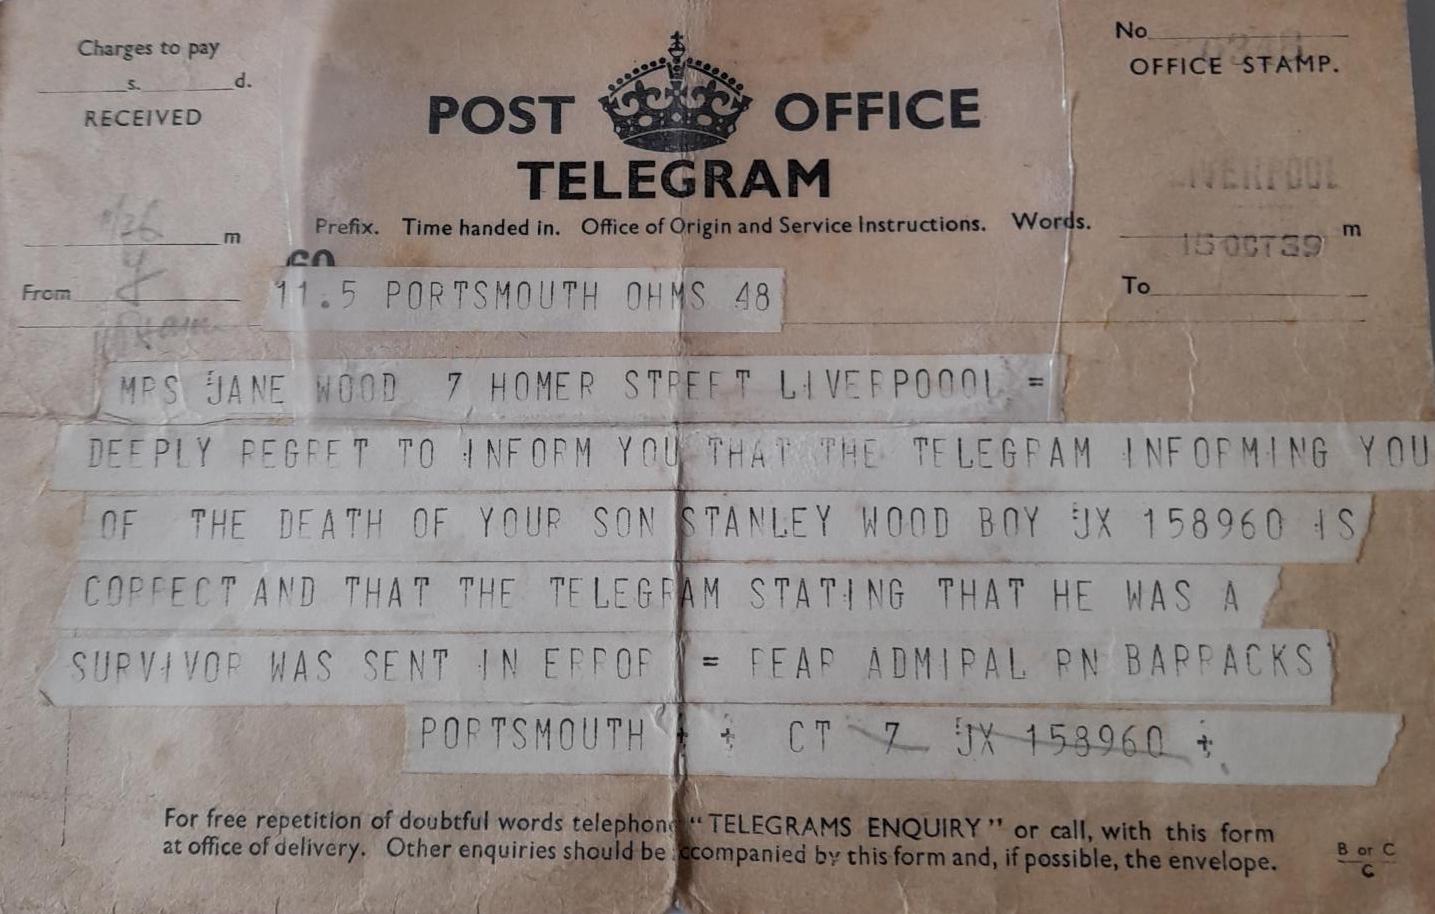 Charges to pay
s. d.
RECEIVED
No
OFFICE STAMP.
POST OFFICE
TELEGRAM
LIVERPOOL
15 OCT 39
Prefix. Time handed in. Office of Origin and Service Instructions. Words.
m
m
From
To
11.5 PORTSMOUTH OHMS 48
MRS JANE WOOD 7 HOMER STREET LIVERPOOOL =
DEEPLY REGRET TO INFORM YOU THAT THE TELEGRAM INFORMING YOU
OF THE DEATH OF YOUR SON STANLEY WOOD BOY JX 158960 IS
CORRECT AND THAT THE TELEGRAM STATING THAT HE WAS A
SURVIVOR WAS SENT IN ERROR = REAR ADMIRAL RN BARRACKS
PORTSMOUTH + + CT 7 JX 158960 +
For free repetition of doubtful words telephone "TELEGRAMS ENQUIRY" or call, with this form
at office of delivery. Other enquiries should be accompanied by this form and, if possible, the envelope.
B or C
C